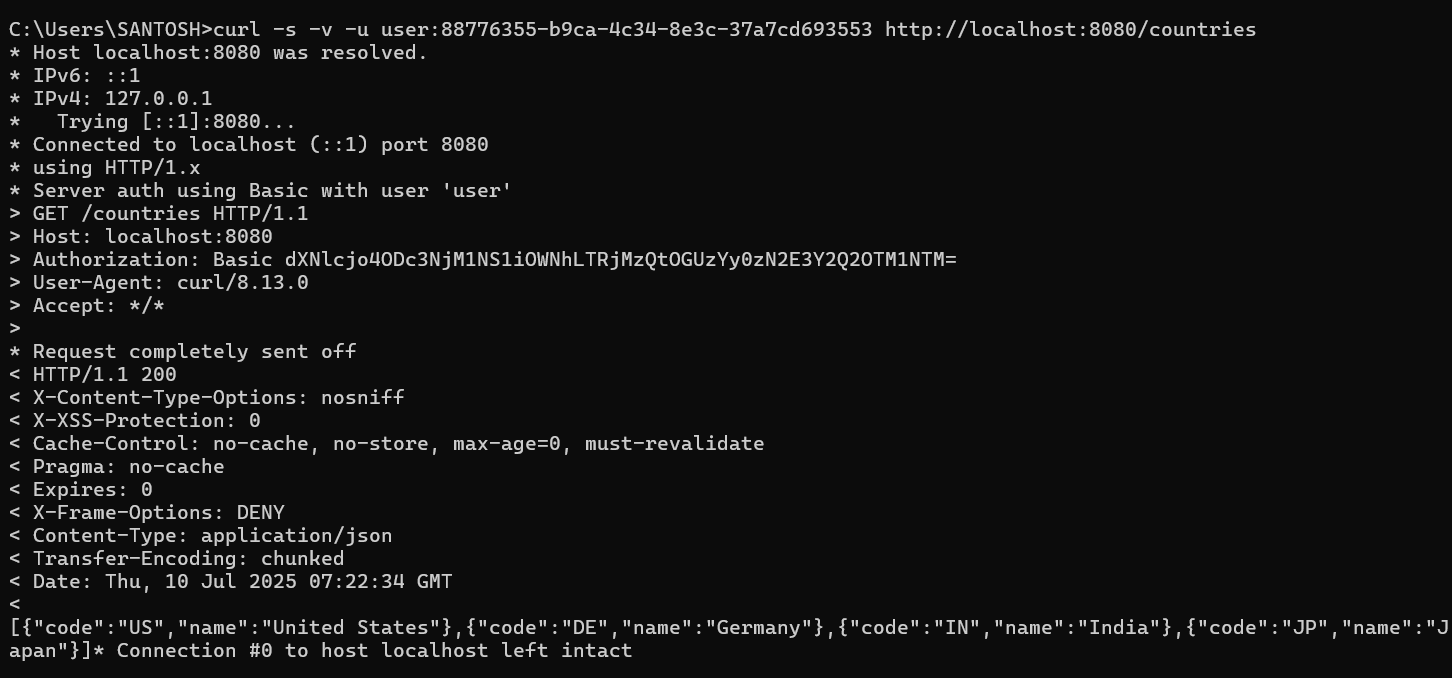 C:\Users\SANTOSH>curl -s -v -u user:88776355-b9ca-4c34-8e3c-37a7cd693553 http://localhost:8080/countries
* Host localhost:8080 was resolved.
* IPv6: ::1
* IPv4: 127.0.0.1
*   Trying [::1]:8080...
* Connected to localhost (::1) port 8080
* using HTTP/1.x
* Server auth using Basic with user 'user'
> GET /countries HTTP/1.1
> Host: localhost:8080
> Authorization: Basic dXNlcjo4ODc3NjM1NS1iOWNhLTRjMzQtOGUzYy0zN2E3Y2Q2OTM1NTM=
> User-Agent: curl/8.13.0
> Accept: */*
>
* Request completely sent off
< HTTP/1.1 200
< X-Content-Type-Options: nosniff
< X-XSS-Protection: 0
< Cache-Control: no-cache, no-store, max-age=0, must-revalidate
< Pragma: no-cache
< Expires: 0
< X-Frame-Options: DENY
< Content-Type: application/json
< Transfer-Encoding: chunked
< Date: Thu, 10 Jul 2025 07:22:34 GMT
<
[{"code":"US","name":"United States"},{"code":"DE","name":"Germany"},{"code":"IN","name":"India"},{"code":"JP","name":"J
apan"}]* Connection #0 to host localhost left intact